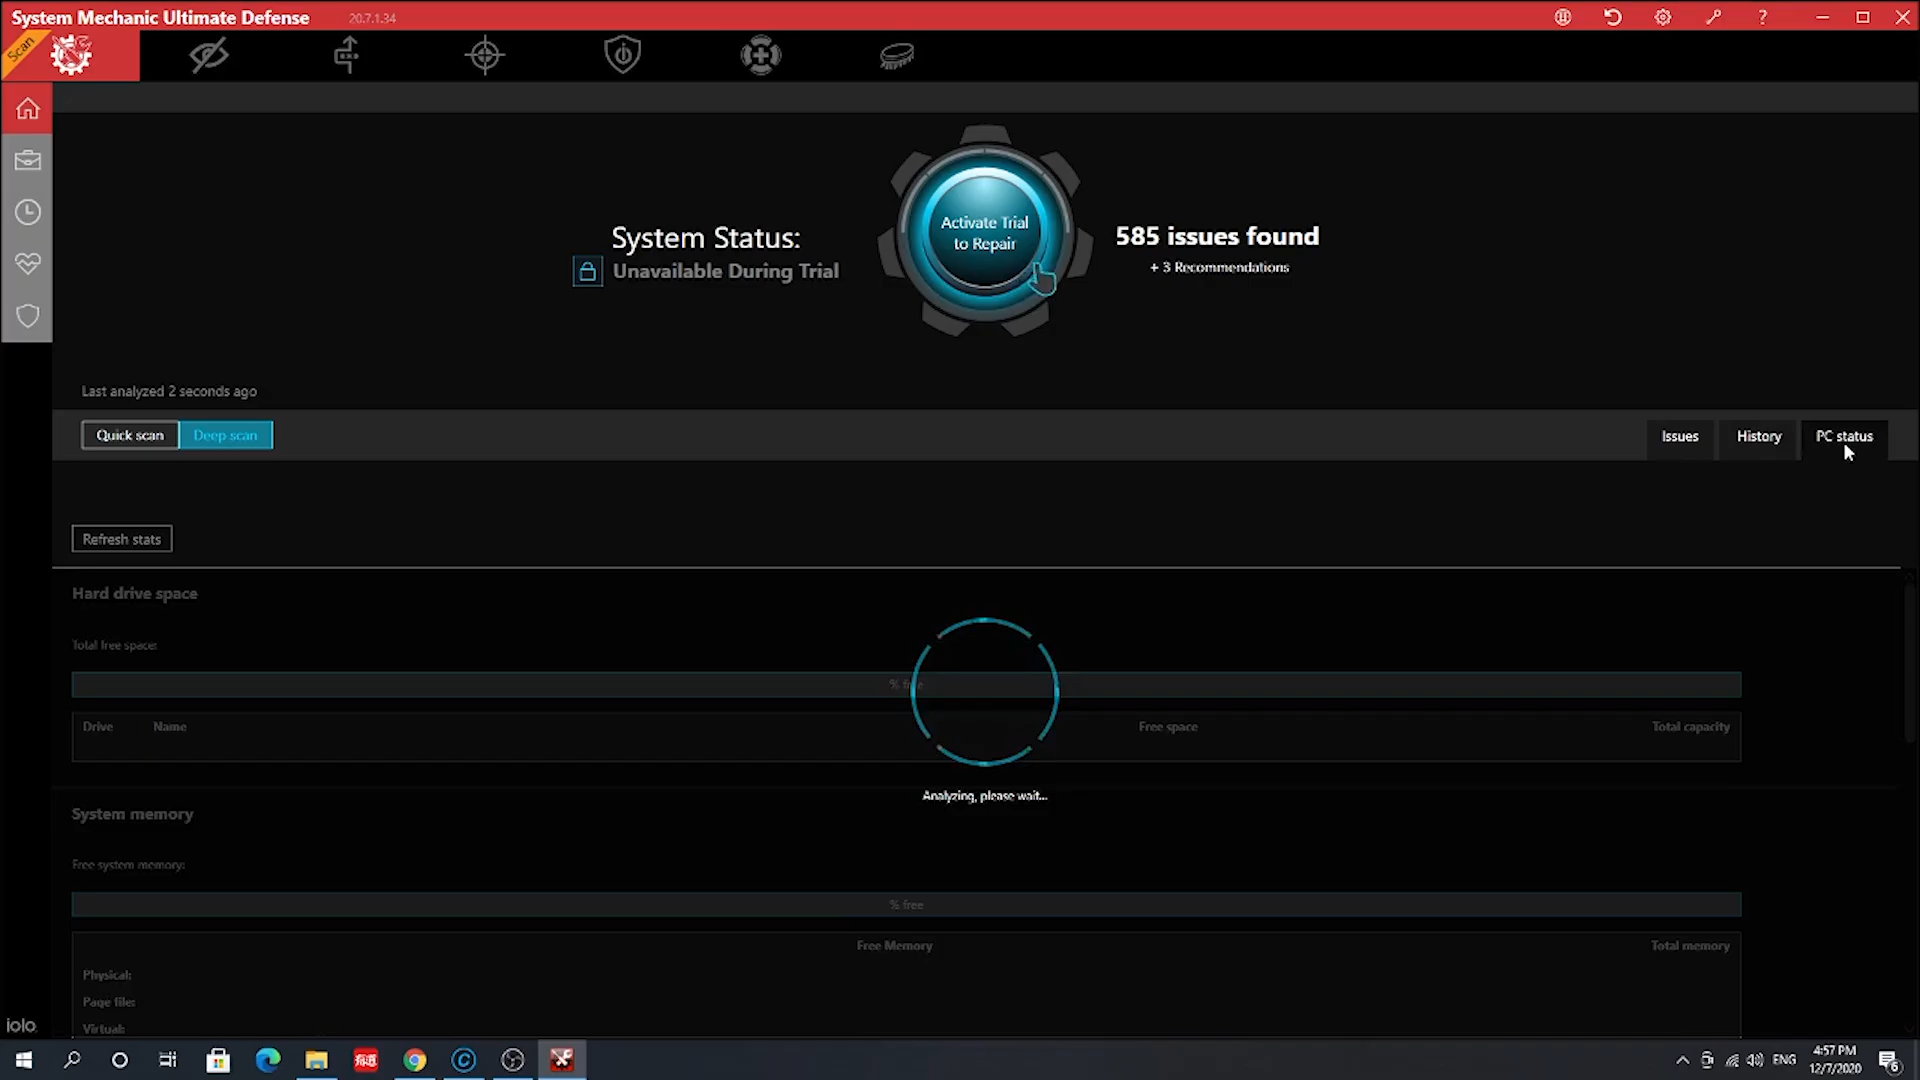 System Mechanic Ultimate Defense 20.7.1.34
?
Scan
Activate Trial
to Repair
System Status:
Unavailable During Trial
585 issues found
+ 3 Recommendations
Last analyzed 2 seconds ago
Quick scan Deep scan
Issues History PC status
Refresh stats
Hard drive space
Total free space:
% free
Drive Name Free space Total capacity
Analyzing, please wait...
System memory
Free system memory:
% free
Free Memory Total memory
Physical:
Page file:
Virtual:
iolo
有道
ENG
4:57 PM
12/7/2020
6